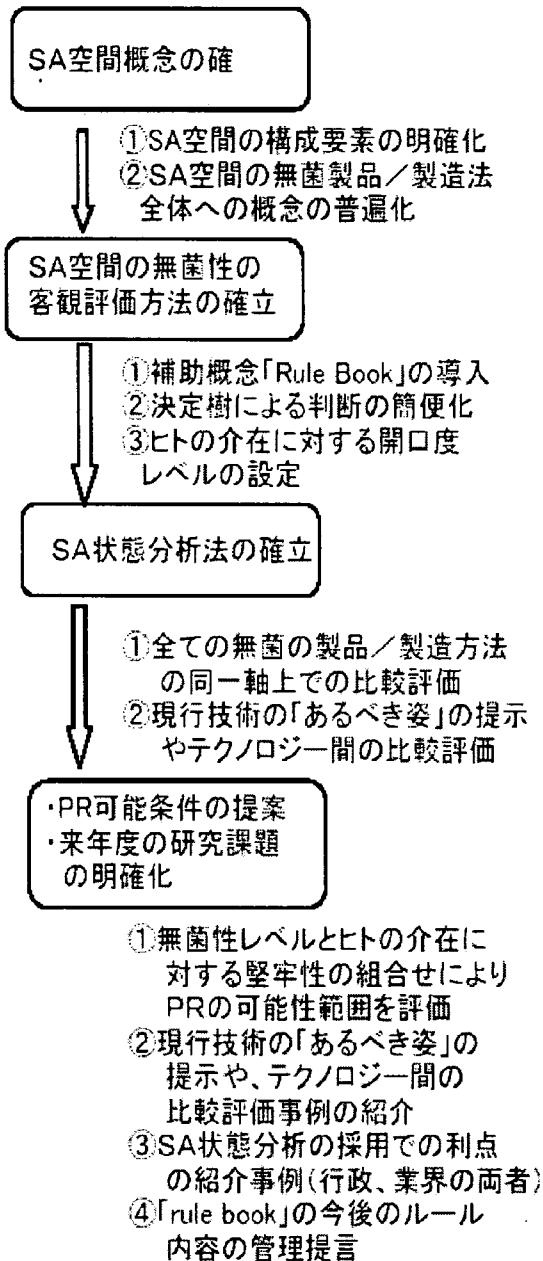 SA空間概念の確
①SA空間の構成要素の明確化
②SA空間の無菌製品／製造法
全体への概念の普遍化
SA空間の無菌性の
客観評価方法の確立
①補助概念「Rule Book」の導入
②決定樹による判断の簡便化
③ヒトの介在に対する開口度
レベルの設定
SA状態分析法の確立
①全ての無菌の製品／製造方法
の同一軸上での比較評価
②現行技術の「あるべき姿」の提示
やテクノロジー間の比較評価
・PR可能条件の提案
・来年度の研究課題
の明確化
①無菌性レベルとヒトの介在に
対する堅牢性の組合せにより
PRの可能性範囲を評価
②現行技術の「あるべき姿」の
提示や、テクノロジー間の
比較評価事例の紹介
③SA状態分析の採用での利点
の紹介事例(行政、業界の両者)
④「rule book」の今後のルール
内容の管理提言